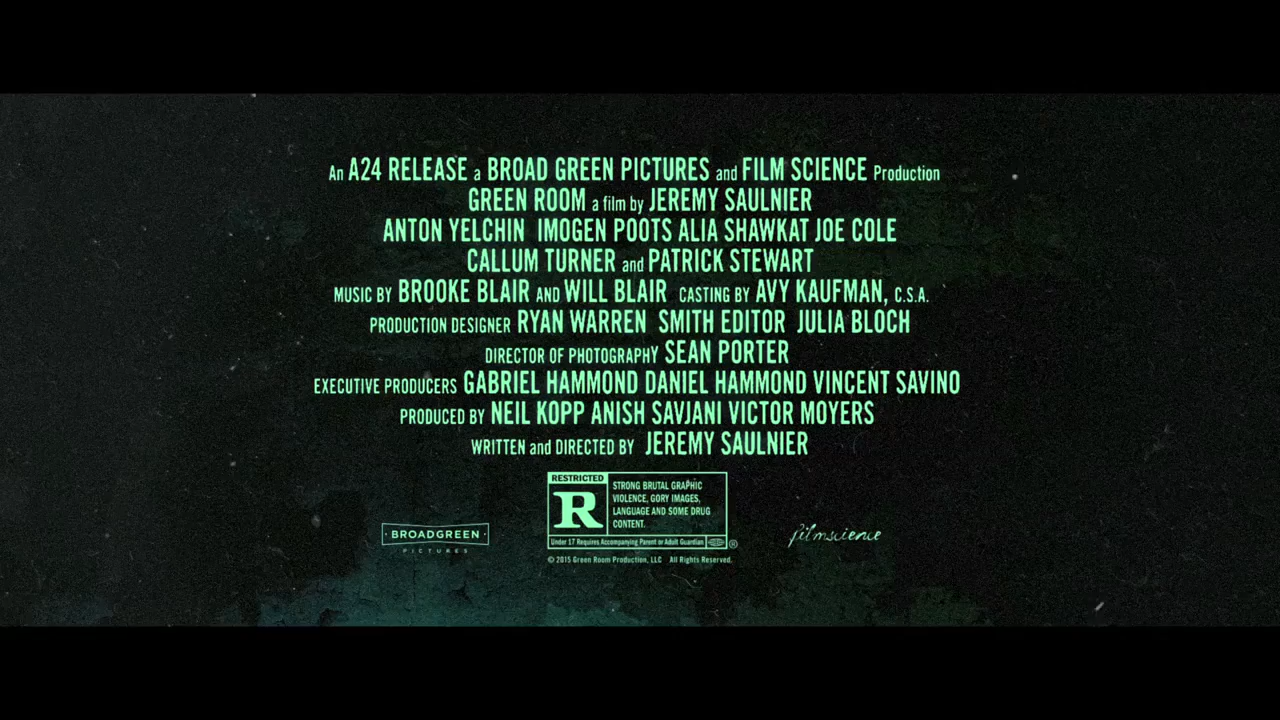 An A24 RELEASE a BROAD GREEN PICTURES and FILM SCIENCE Production
GREEN ROOM a film by JEREMY SAULNIER
ANTON YELCHIN IMOGEN POOTS ALIA SHAWKAT JOE COLE
CALLUM TURNER and PATRICK STEWART
MUSIC BY BROOKE BLAIR AND WILL BLAIR CASTING BY AVY KAUFMAN, C.S.A.
PRODUCTION DESIGNER RYAN WARREN SMITH EDITOR JULIA BLOCH
DIRECTOR OF PHOTOGRAPHY SEAN PORTER
EXECUTIVE PRODUCERS GABRIEL HAMMOND DANIEL HAMMOND VINCENT SAVINO
PRODUCED BY NEIL KOPP ANISH SAVJANI VICTOR MOYERS
WRITTEN and DIRECTED BY JEREMY SAULNIER
RESTRICTED
R
STRONG BRUTAL GRAPHIC
VIOLENCE, GORY IMAGES,
LANGUAGE AND SOME DRUG
CONTENT.
Under 17 Requires Accompanying Parent or Adult Guardian
®
· BROADGREEN ·
PICTURES
filmscience
© 2015 Green Room Production, LLC All Rights Reserved.